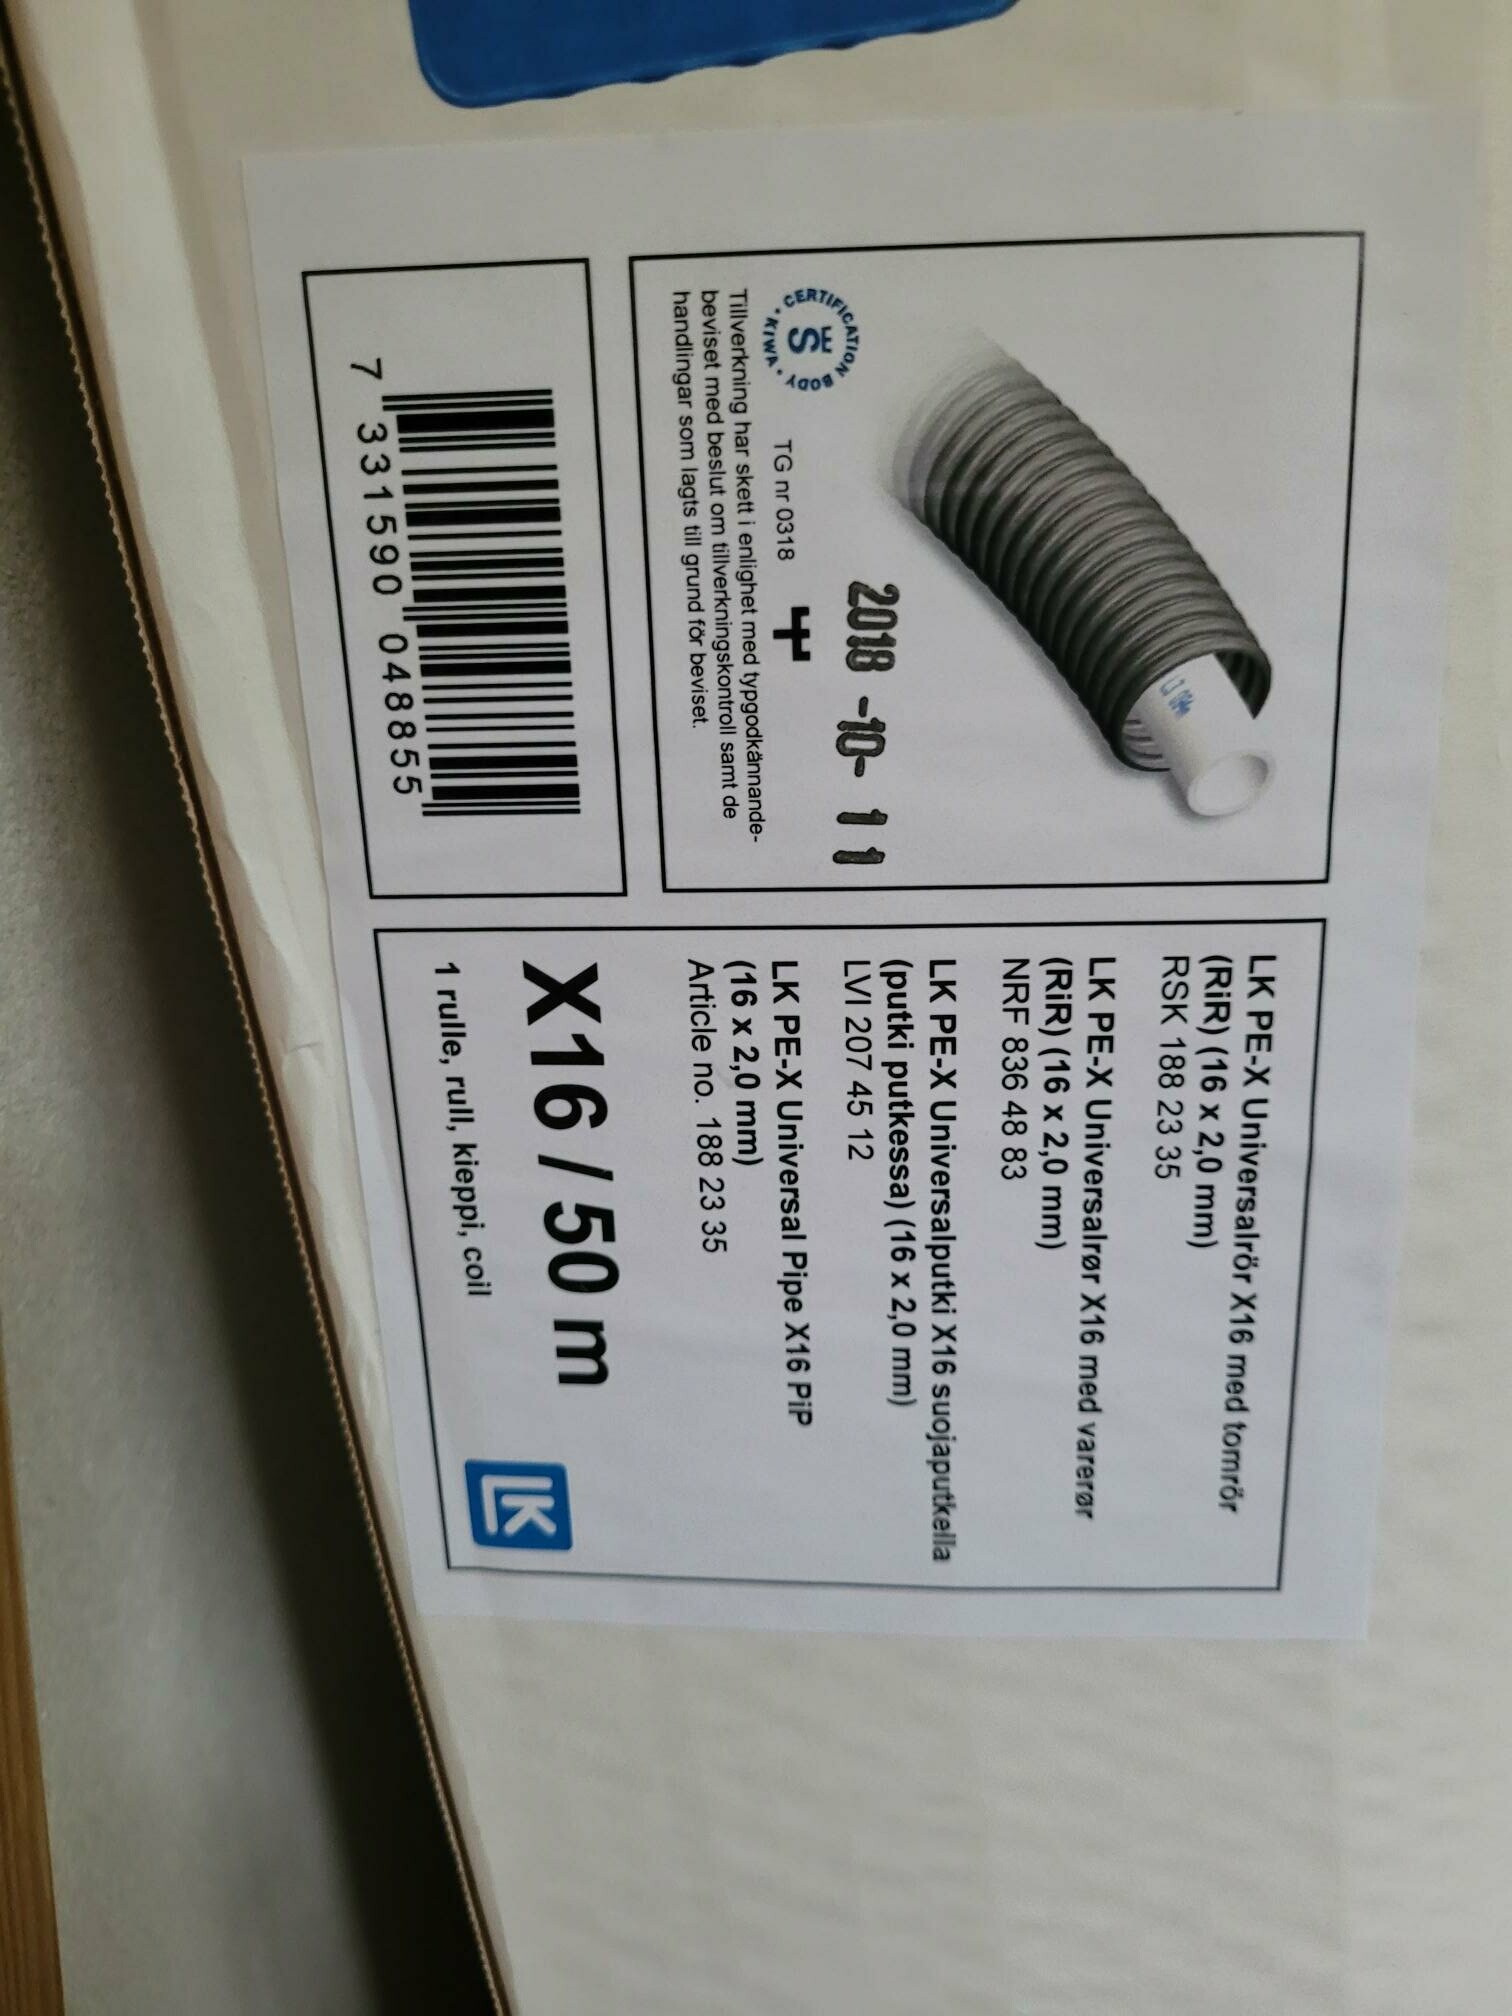 CERTIFICATION BODY
KIWA
TG nr 0318
2018 -10- 11
Tillverkning har skett i enlighet med typgodkännande-
beviset med beslut om tillverkningskontroll samt de
handlingar som lagts till grund för beviset.
7 331590 048855
LK PE-X Universalrör X16 med tomrör
(RiR) (16 x 2,0 mm)
RSK 188 23 35
LK PE-X Universalrør X16 med varerør
(RiR) (16 x 2,0 mm)
NRF 836 48 83
LK PE-X Universalputki X16 suojaputkella
(putki putkessa) (16 x 2,0 mm)
LVI 207 45 12
LK PE-X Universal Pipe X16 PiP
(16 x 2,0 mm)
Article no. 188 23 35
X16 / 50 m
1 rulle, rull, kieppi, coil
LK